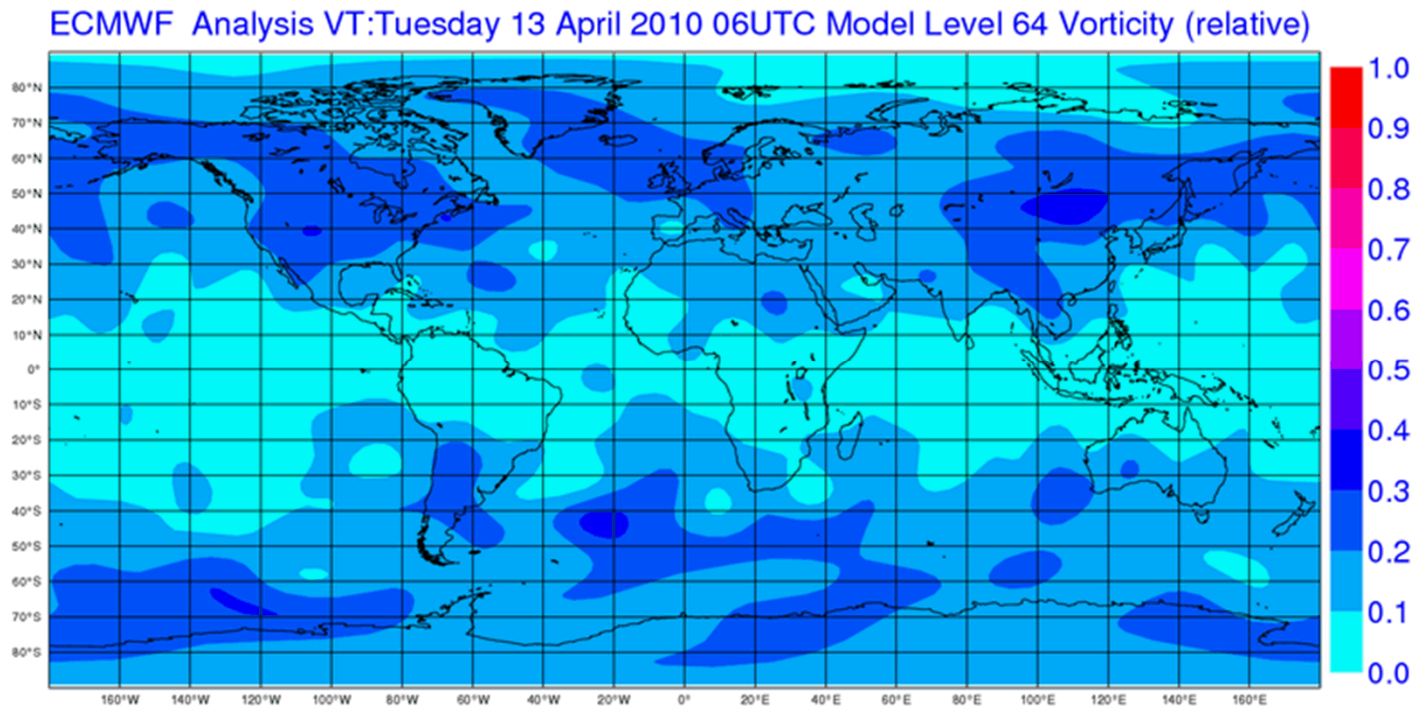 ECMWF Analysis VT:Tuesday 13 April 2010 06UTC Model Level 64 Vorticity (relative)
1.0
0.9
0.8
0.7
0.6
0.5
0.4
0.3
0.2
0.1
0.0
80°N
70°N
60°N
50°N
40°N
30°N
20°N
10°N
0°
10°S
20°S
30°S
40°S
50°S
60°S
70°S
80°S
160°W 140°W 120°W 100°W 80°W 60°W 40°W 20°W 0° 20°E 40°E 60°E 80°E 100°E 120°E 140°E 160°E